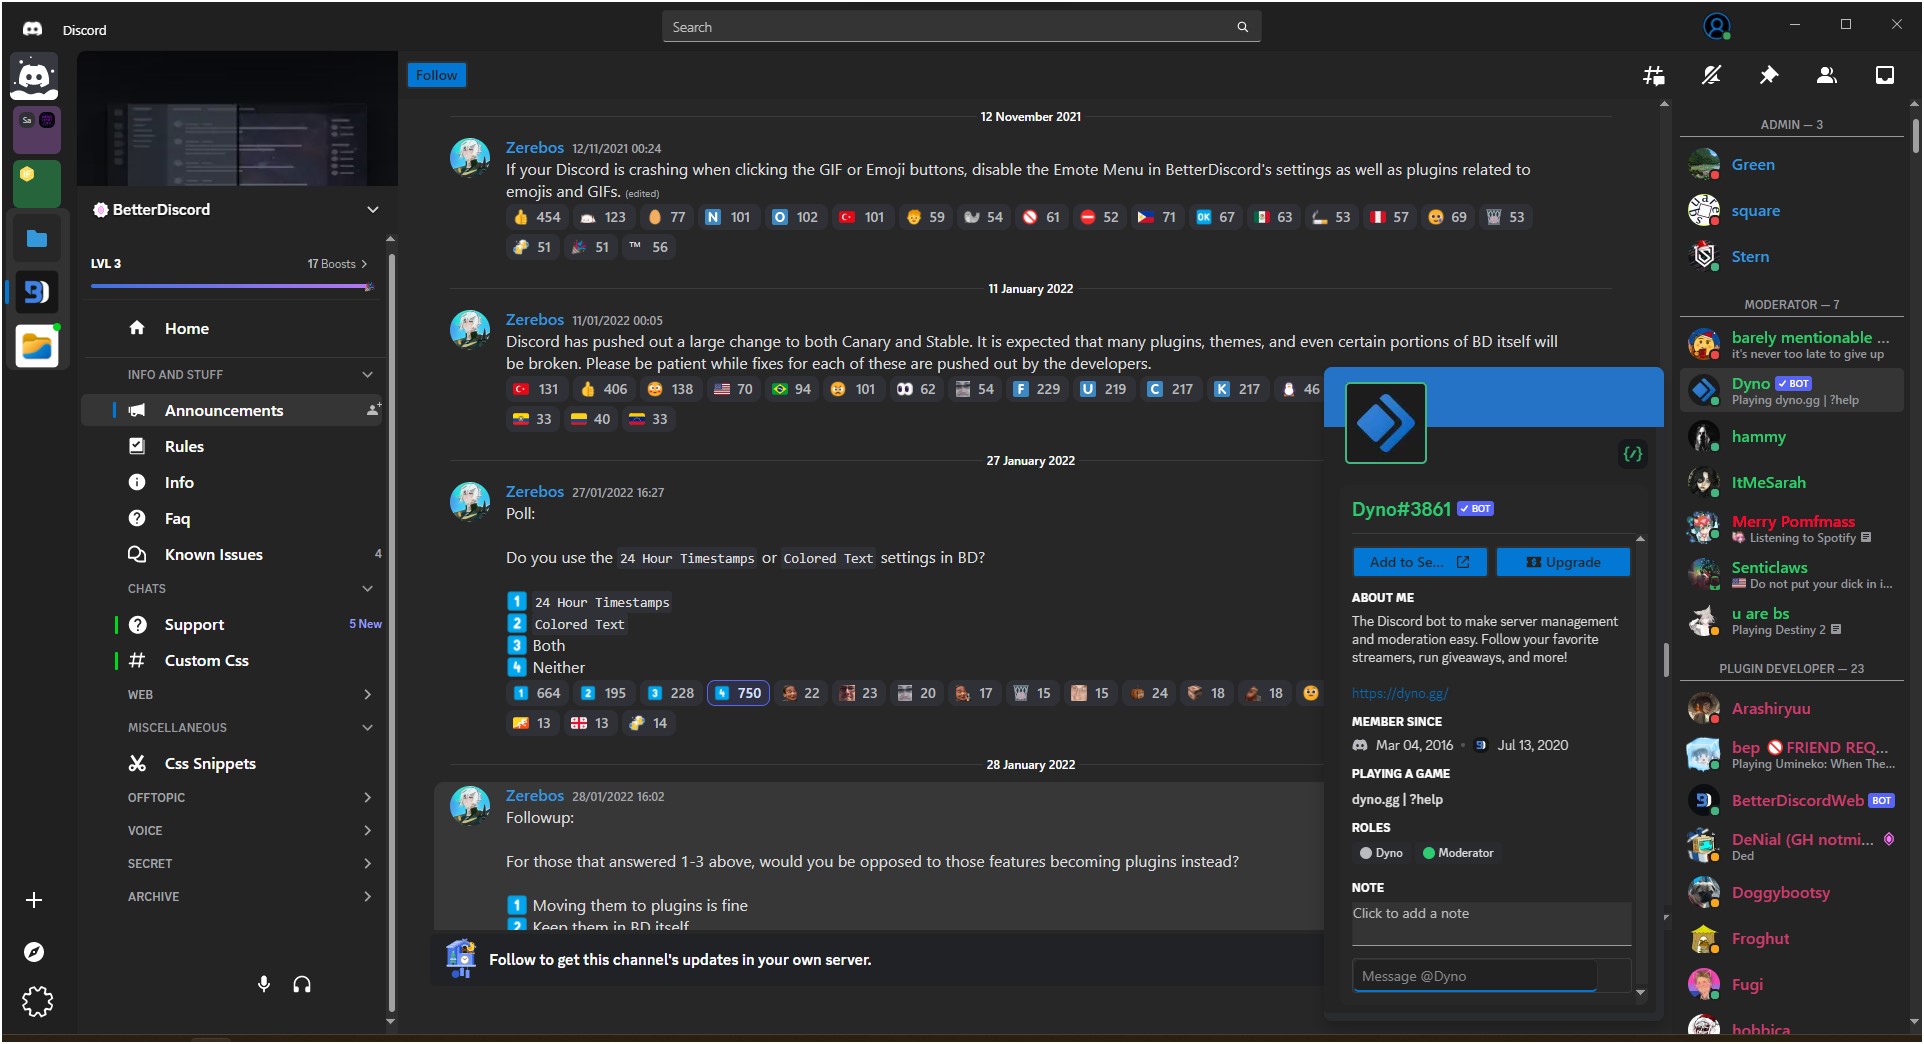 Discord
Search
Sa
Follow
BetterDiscord
LVL 3
17 Boosts
Home
INFO AND STUFF
Announcements
Rules
Info
Faq
Known Issues
4
CHATS
Support
5 New
Custom Css
WEB
MISCELLANEOUS
Css Snippets
OFFTOPIC
VOICE
SECRET
ARCHIVE
12 November 2021
Zerebos 12/11/2021 00:24
If your Discord is crashing when clicking the GIF or Emoji buttons, disable the Emote Menu in BetterDiscord's settings as well as plugins related to
emojis and GIFs. (edited)
454 123 77 N 101 O 102 101 59 54 61 52 71 OK 67 63 53 57 69 53
51 51 TM 56
11 January 2022
Zerebos 11/01/2022 00:05
Discord has pushed out a large change to both Canary and Stable. It is expected that many plugins, themes, and even certain portions of BD itself will
be broken. Please be patient while fixes for each of these are pushed out by the developers.
131 406 138 70 94 101 62 54 F 229 U 219 C 217 K 217 46
33 40 33
27 January 2022
Zerebos 27/01/2022 16:27
Poll:
Do you use the 24 Hour Timestamps or Colored Text settings in BD?
1 24 Hour Timestamps
2 Colored Text
3 Both
4 Neither
1 664 2 195 3 228 4 750 22 23 20 17 15 15 24 18 18
13 13 14
28 January 2022
Zerebos 28/01/2022 16:02
Followup:
For those that answered 1-3 above, would you be opposed to those features becoming plugins instead?
1 Moving them to plugins is fine
2 Keep them in BD itself
Follow to get this channel's updates in your own server.
Dyno#3861 ✓ BOT
Add to Se...
Upgrade
ABOUT ME
The Discord bot to make server management
and moderation easy. Follow your favorite
streamers, run giveaways, and more!
https://dyno.gg/
MEMBER SINCE
Mar 04, 2016 • Jul 13, 2020
PLAYING A GAME
dyno.gg | ?help
ROLES
Dyno Moderator
NOTE
Click to add a note
Message @Dyno
ADMIN — 3
Green
square
Stern
MODERATOR — 7
barely mentionable ...
it's never too late to give up
Dyno ✓ BOT
Playing dyno.gg | ?help
hammy
ItMeSarah
Merry Pomfmass
Listening to Spotify
Senticlaws
Do not put your dick in i...
u are bs
Playing Destiny 2
PLUGIN DEVELOPER — 23
Arashiryuu
bep 🚫 FRIEND REQ...
Playing Umineko: When The...
BetterDiscordWeb BOT
DeNial (GH notmi...
Ded
Doggybootsy
Froghut
Fugi
hobbica